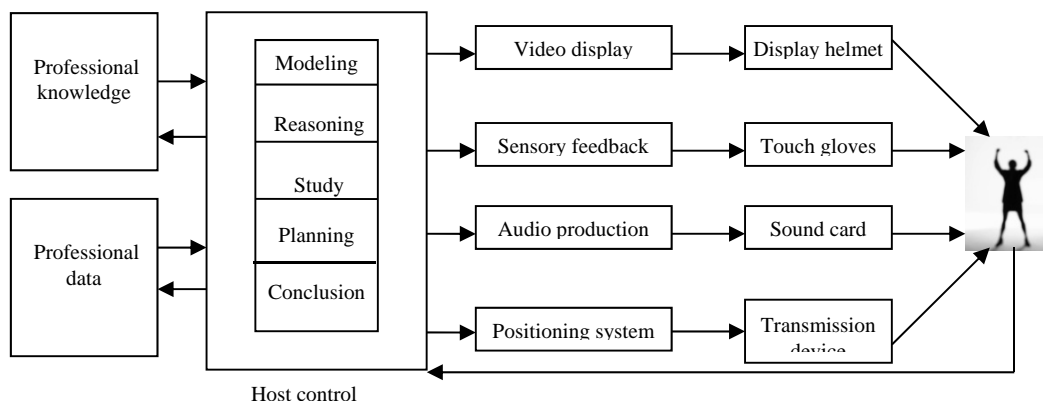 Professional
knowledge
Professional
data
Modeling
Reasoning
Study
Planning
Conclusion
Host control
Video display
Display helmet
Sensory feedback
Touch gloves
Audio production
Sound card
Positioning system
Transmission
device